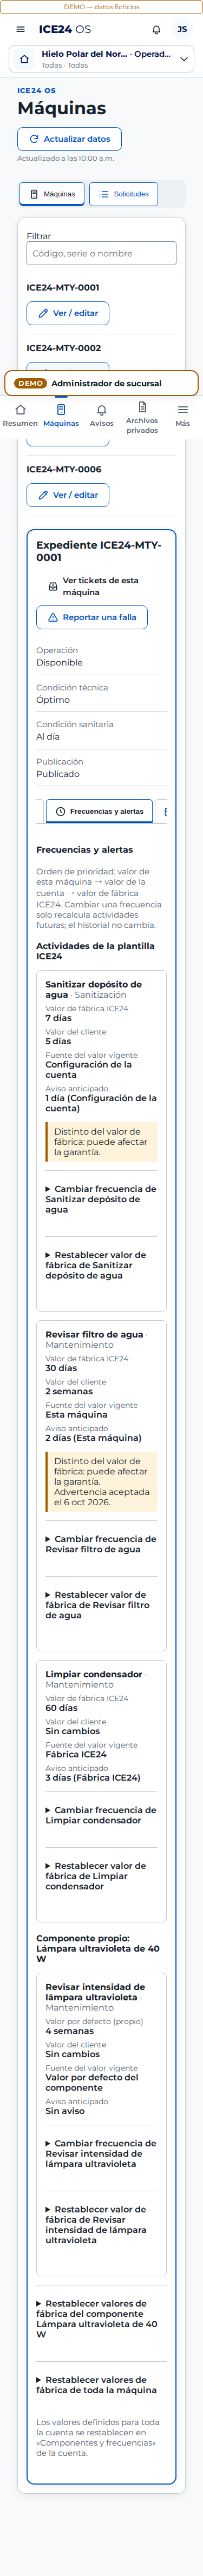 DEMO — datos ficticios
ICE24 OS
JS
Hielo Polar del Nor... · Operad...
Todas · Todas
ICE24 OS
Máquinas
Actualizar datos
Actualizado a las 10:00 a.m.
Máquinas
Solicitudes
Filtrar
Código, serie o nombre
ICE24-MTY-0001
Ver / editar
ICE24-MTY-0002
DEMO Administrador de sucursal
Resumen
Máquinas
Avisos
Archivos
privados
Más
ICE24-MTY-0006
Ver / editar
Expediente ICE24-MTY-
0001
Ver tickets de esta
máquina
Reportar una falla
Operación
Disponible
Condición técnica
Óptimo
Condición sanitaria
Al día
Publicación
Publicado
Frecuencias y alertas
Frecuencias y alertas
Orden de prioridad: valor de
esta máquina → valor de la
cuenta → valor de fábrica
ICE24. Cambiar una frecuencia
solo recalcula actividades
futuras; el historial no cambia.
Actividades de la plantilla
ICE24
Sanitizar depósito de
agua · Sanitización
Valor de fábrica ICE24
7 días
Valor del cliente
5 días
Fuente del valor vigente
Configuración de la
cuenta
Aviso anticipado
1 día (Configuración de la
cuenta)
Distinto del valor de
fábrica: puede afectar
la garantía.
▶ Cambiar frecuencia de
Sanitizar depósito de
agua
▶ Restablecer valor de
fábrica de Sanitizar
depósito de agua
Revisar filtro de agua ·
Mantenimiento
Valor de fábrica ICE24
30 días
Valor del cliente
2 semanas
Fuente del valor vigente
Esta máquina
Aviso anticipado
2 días (Esta máquina)
Distinto del valor de
fábrica: puede afectar
la garantía.
Advertencia aceptada
el 6 oct 2026.
▶ Cambiar frecuencia de
Revisar filtro de agua
▶ Restablecer valor de
fábrica de Revisar filtro
de agua
Limpiar condensador ·
Mantenimiento
Valor de fábrica ICE24
60 días
Valor del cliente
Sin cambios
Fuente del valor vigente
Fábrica ICE24
Aviso anticipado
3 días (Fábrica ICE24)
▶ Cambiar frecuencia de
Limpiar condensador
▶ Restablecer valor de
fábrica de Limpiar
condensador
Componente propio:
Lámpara ultravioleta de 40
W
Revisar intensidad de
lámpara ultravioleta ·
Mantenimiento
Valor por defecto (propio)
4 semanas
Valor del cliente
Sin cambios
Fuente del valor vigente
Valor por defecto del
componente
Aviso anticipado
Sin aviso
▶ Cambiar frecuencia de
Revisar intensidad de
lámpara ultravioleta
▶ Restablecer valor de
fábrica de Revisar
intensidad de lámpara
ultravioleta
▶ Restablecer valores de
fábrica del componente
Lámpara ultravioleta de 40
W
▶ Restablecer valores de
fábrica de toda la máquina
Los valores definidos para toda
la cuenta se restablecen en
«Componentes y frecuencias»
de la cuenta.